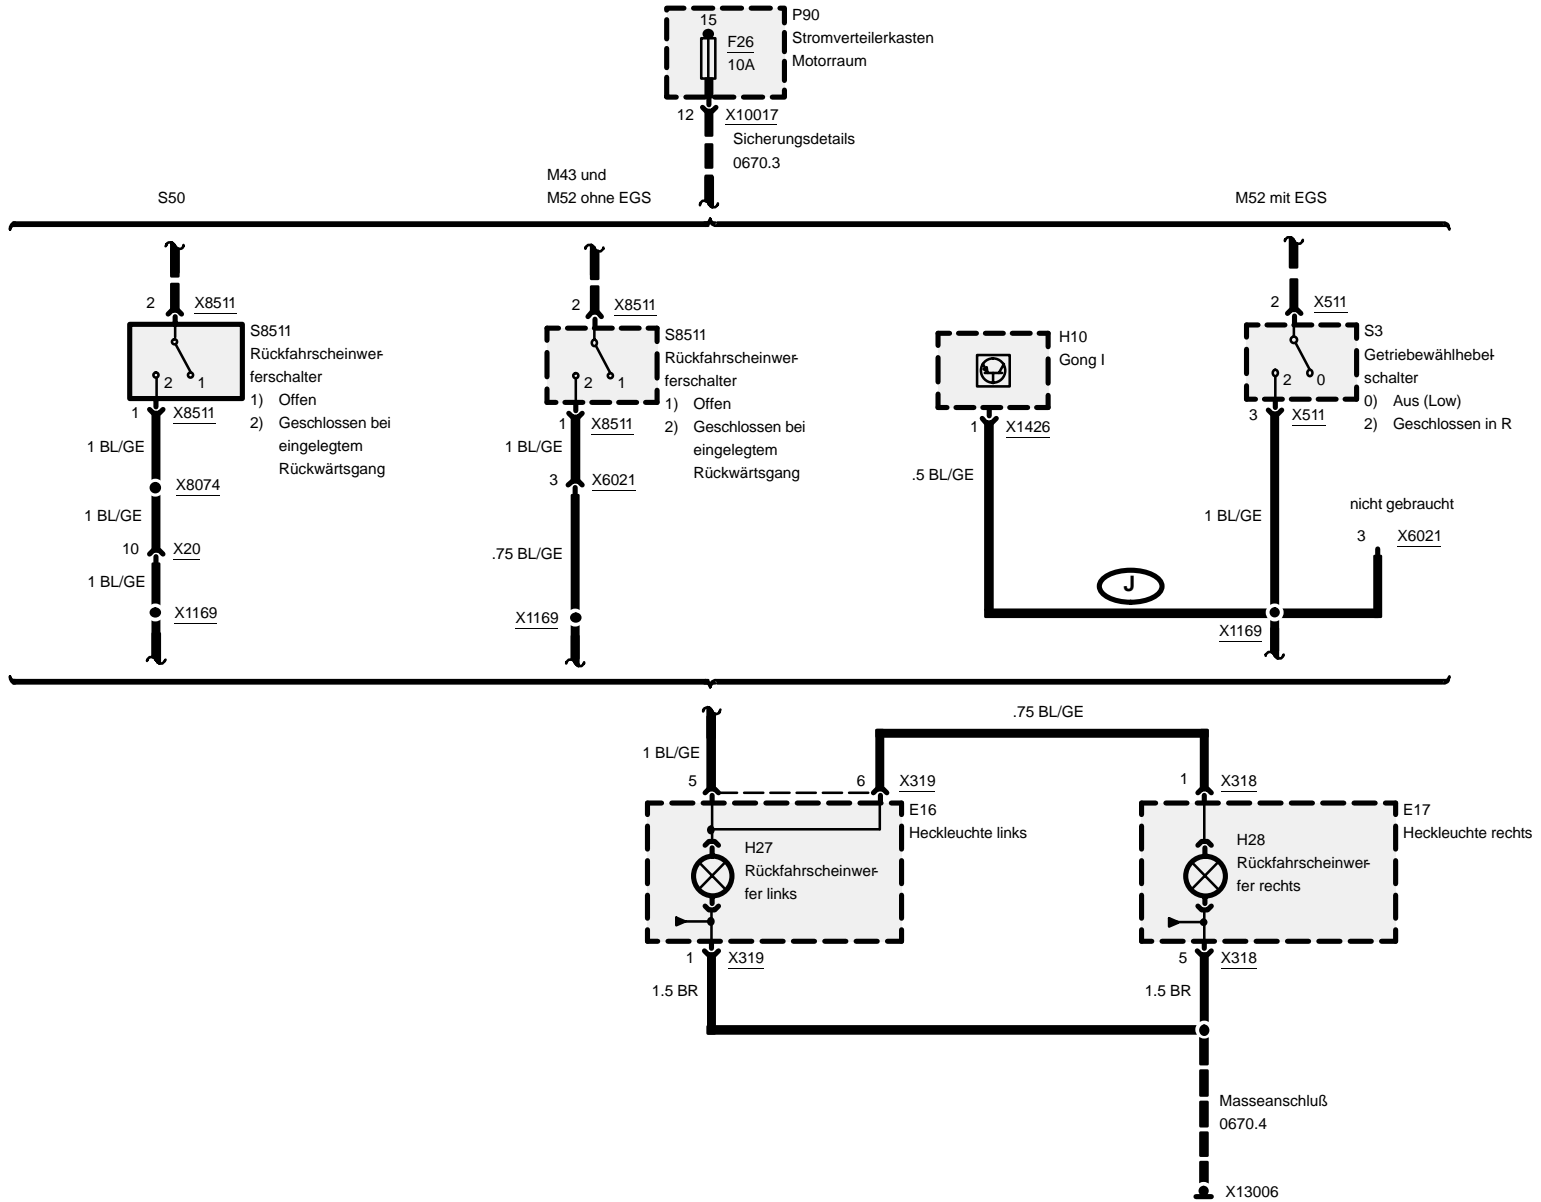 15
F26
10A
P90
Stromverteilerkasten
Motorraum
12
X10017
Sicherungsdetails
0670.3
S50
M43 und
M52 ohne EGS
M52 mit EGS
2
X8511
S8511
Rückfahrscheinwer-
ferschalter
1) Offen
2) Geschlossen bei
eingelegtem
Rückwärtsgang
2
1
1
X8511
1 BL/GE
X8074
1 BL/GE
10
X20
1 BL/GE
X1169
2
X8511
S8511
Rückfahrscheinwer-
ferschalter
1) Offen
2) Geschlossen bei
eingelegtem
Rückwärtsgang
2
1
1
X8511
1 BL/GE
3
X6021
.75 BL/GE
X1169
H10
Gong I
1
X1426
.5 BL/GE
J
2
X511
S3
Getriebewählhebel-
schalter
0) Aus (Low)
2) Geschlossen in R
2
0
3
X511
1 BL/GE
nicht gebraucht
3
X6021
X1169
.75 BL/GE
1 BL/GE
5
6
X319
E16
Heckleuchte links
H27
Rückfahrscheinwer-
fer links
1
X319
1.5 BR
1
X318
E17
Heckleuchte rechts
H28
Rückfahrscheinwer-
fer rechts
5
X318
1.5 BR
Masseanschluß
0670.4
X13006